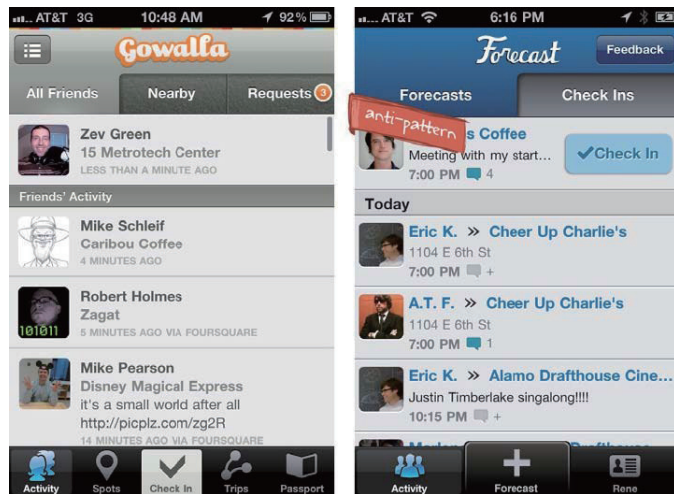 AT&T 3G 10:48 AM 92%
Gowalla
All Friends Nearby Requests 3
Zev Green
15 Metrotech Center
LESS THAN A MINUTE AGO
Friends' Activity
Mike Schleif
Caribou Coffee
4 MINUTES AGO
Robert Holmes
Zagat
5 MINUTES AGO VIA FOURSQUARE
101011
Mike Pearson
Disney Magical Express
it's a small world after all
http://picplz.com/zg2R
14 MINUTES AGO VIA FOURSQUARE
Activity Spots Check In Trips Passport
AT&T 6:16 PM
Forecast Feedback
Forecasts Check Ins
anti-pattern
s Coffee
Meeting with my start...
Check In
7:00 PM 4
Today
Eric K. » Cheer Up Charlie's
1104 E 6th St
7:00 PM +
A.T. F. » Cheer Up Charlie's
1104 E 6th St
7:00 PM 1
Eric K. » Alamo Drafthouse Cine...
Justin Timberlake singalong!!!!
10:15 PM +
Activity Forecast Rene